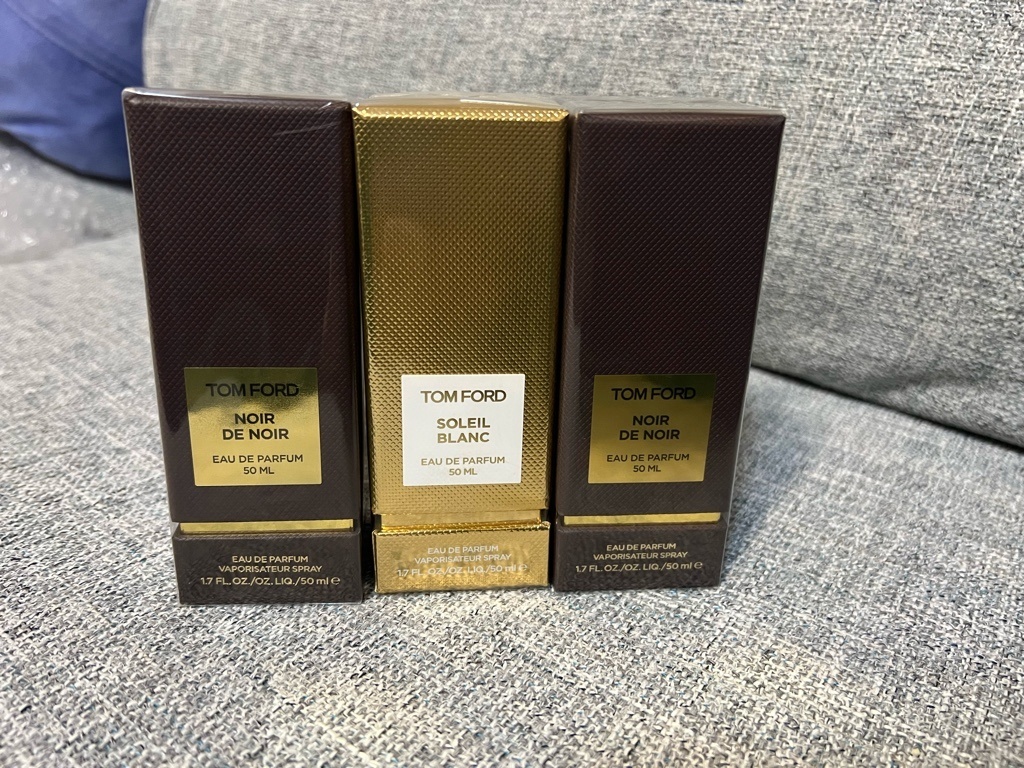 TOM FORD
NOIR
DE NOIR
EAU DE PARFUM
50 ML
EAU DE PARFUM
VAPORISATEUR SPRAY
1.7 FL.OZ./OZ. LIQ./50 ml e
TOM FORD
SOLEIL
BLANC
EAU DE PARFUM
50 ML
EAU DE PARFUM
VAPORISATEUR SPRAY
1.7 FL.OZ./OZ. LIQ./50 ml e
TOM FORD
NOIR
DE NOIR
EAU DE PARFUM
50 ML
EAU DE PARFUM
VAPORISATEUR SPRAY
1.7 FL.OZ./OZ. LIQ./50 ml e